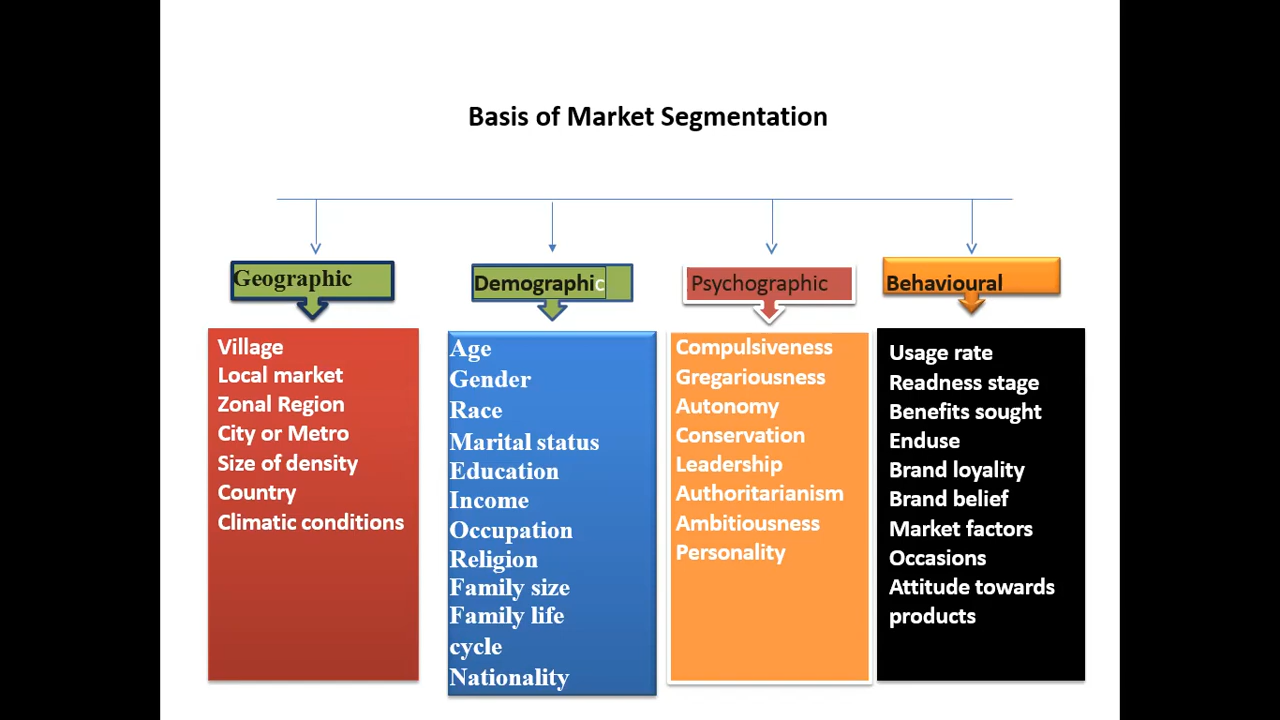 Basis of Market Segmentation
Geographic
Village
Local market
Zonal Region
City or Metro
Size of density
Country
Climatic conditions
Demographic
Age
Gender
Race
Marital status
Education
Income
Occupation
Religion
Family size
Family life
cycle
Nationality
Psychographic
Compulsiveness
Gregariousness
Autonomy
Conservation
Leadership
Authoritarianism
Ambitiousness
Personality
Behavioural
Usage rate
Readness stage
Benefits sought
Enduse
Brand loyality
Brand belief
Market factors
Occasions
Attitude towards
products